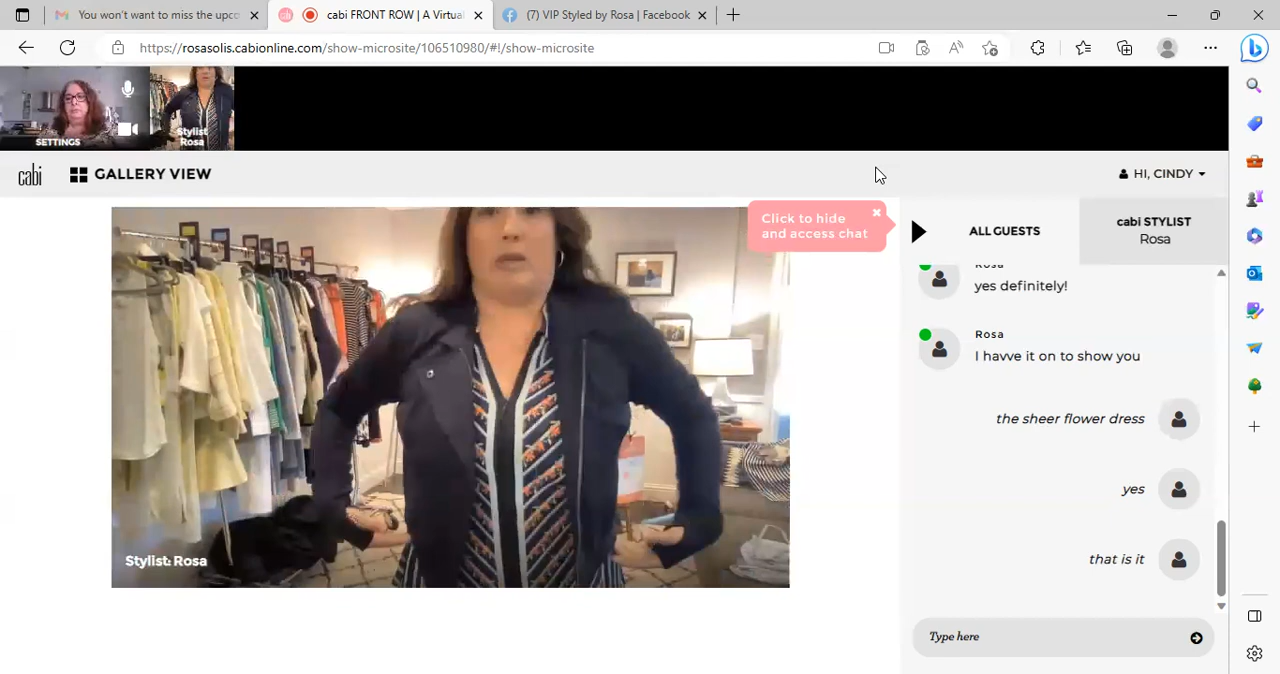 You won't want to miss the upco
cabi FRONT ROW | A Virtual
(7) VIP Styled by Rosa | Facebook
https://rosasolis.cabionline.com/show-microsite/106510980/#!/show-microsite
SETTINGS
Stylist
Rosa
cabi
GALLERY VIEW
HI, CINDY
Click to hide
and access chat
ALL GUESTS
cabi STYLIST
Rosa
Rosa
yes definitely!
Rosa
I havve it on to show you
the sheer flower dress
yes
that is it
Type here
Stylist: Rosa